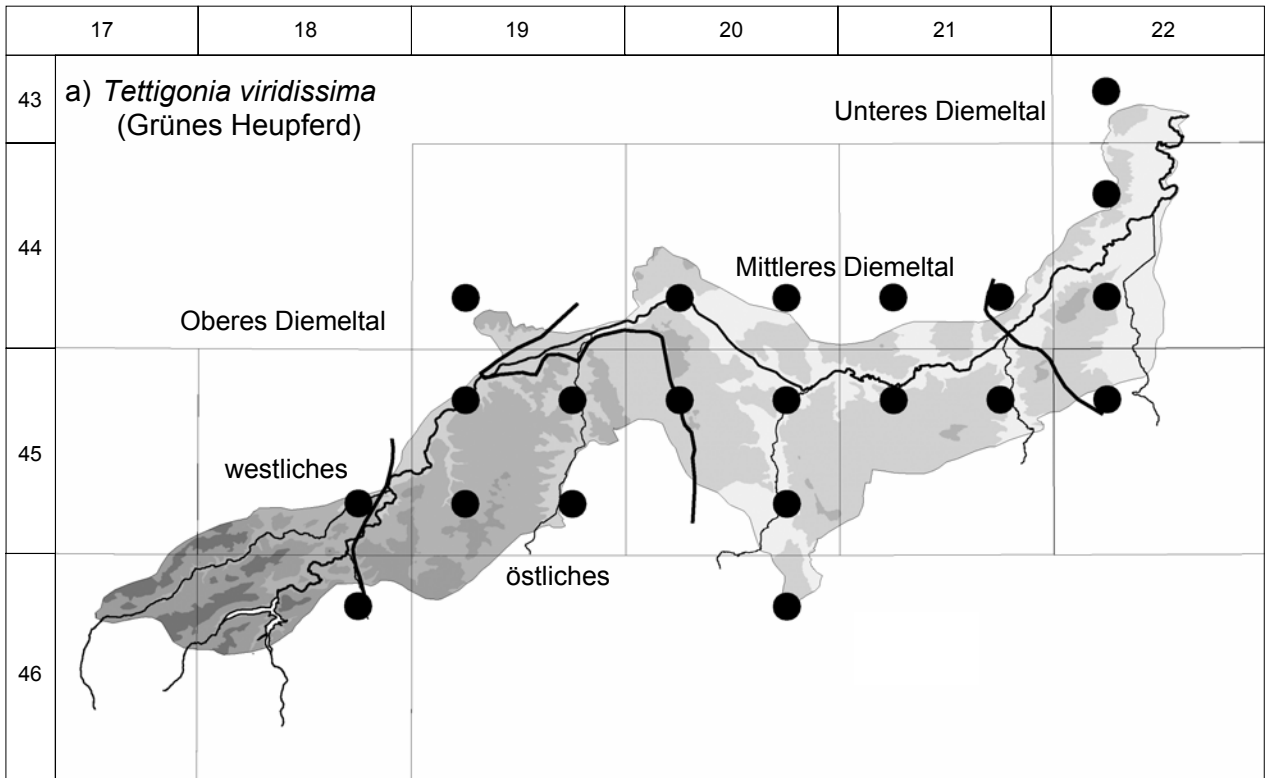 17 18 19 20 21 22
43
a) Tettigonia viridissima
(Grünes Heupferd)
Unteres Diemeltal
44
Mittleres Diemeltal
Oberes Diemeltal
45
westliches
östliches
46